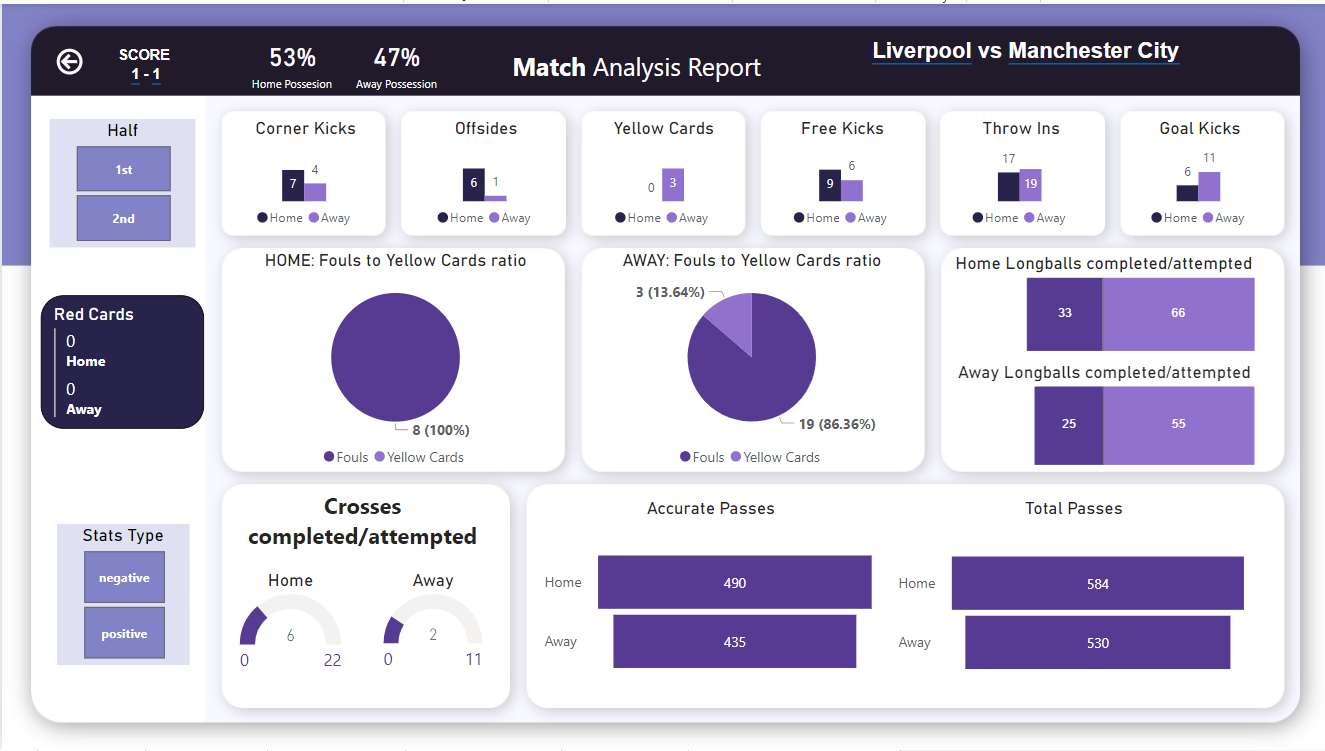 SCORE
1 - 1
53%
Home Possesion
47%
Away Possession
Match Analysis Report
Liverpool vs Manchester City
Half
1st
2nd
Red Cards
0
Home
0
Away
Stats Type
negative
positive
Corner Kicks
7
4
Home Away
Offsides
6
1
Home Away
Yellow Cards
0
3
Home Away
Free Kicks
9
6
Home Away
Throw Ins
17
19
Home Away
Goal Kicks
6
11
Home Away
HOME: Fouls to Yellow Cards ratio
8 (100%)
Fouls Yellow Cards
AWAY: Fouls to Yellow Cards ratio
3 (13.64%)
19 (86.36%)
Fouls Yellow Cards
Home Longballs completed/attempted
33 66
Away Longballs completed/attempted
25 55
Crosses
completed/attempted
Home
6
0 22
Away
2
0 11
Accurate Passes
Home 490
Away 435
Total Passes
Home 584
Away 530